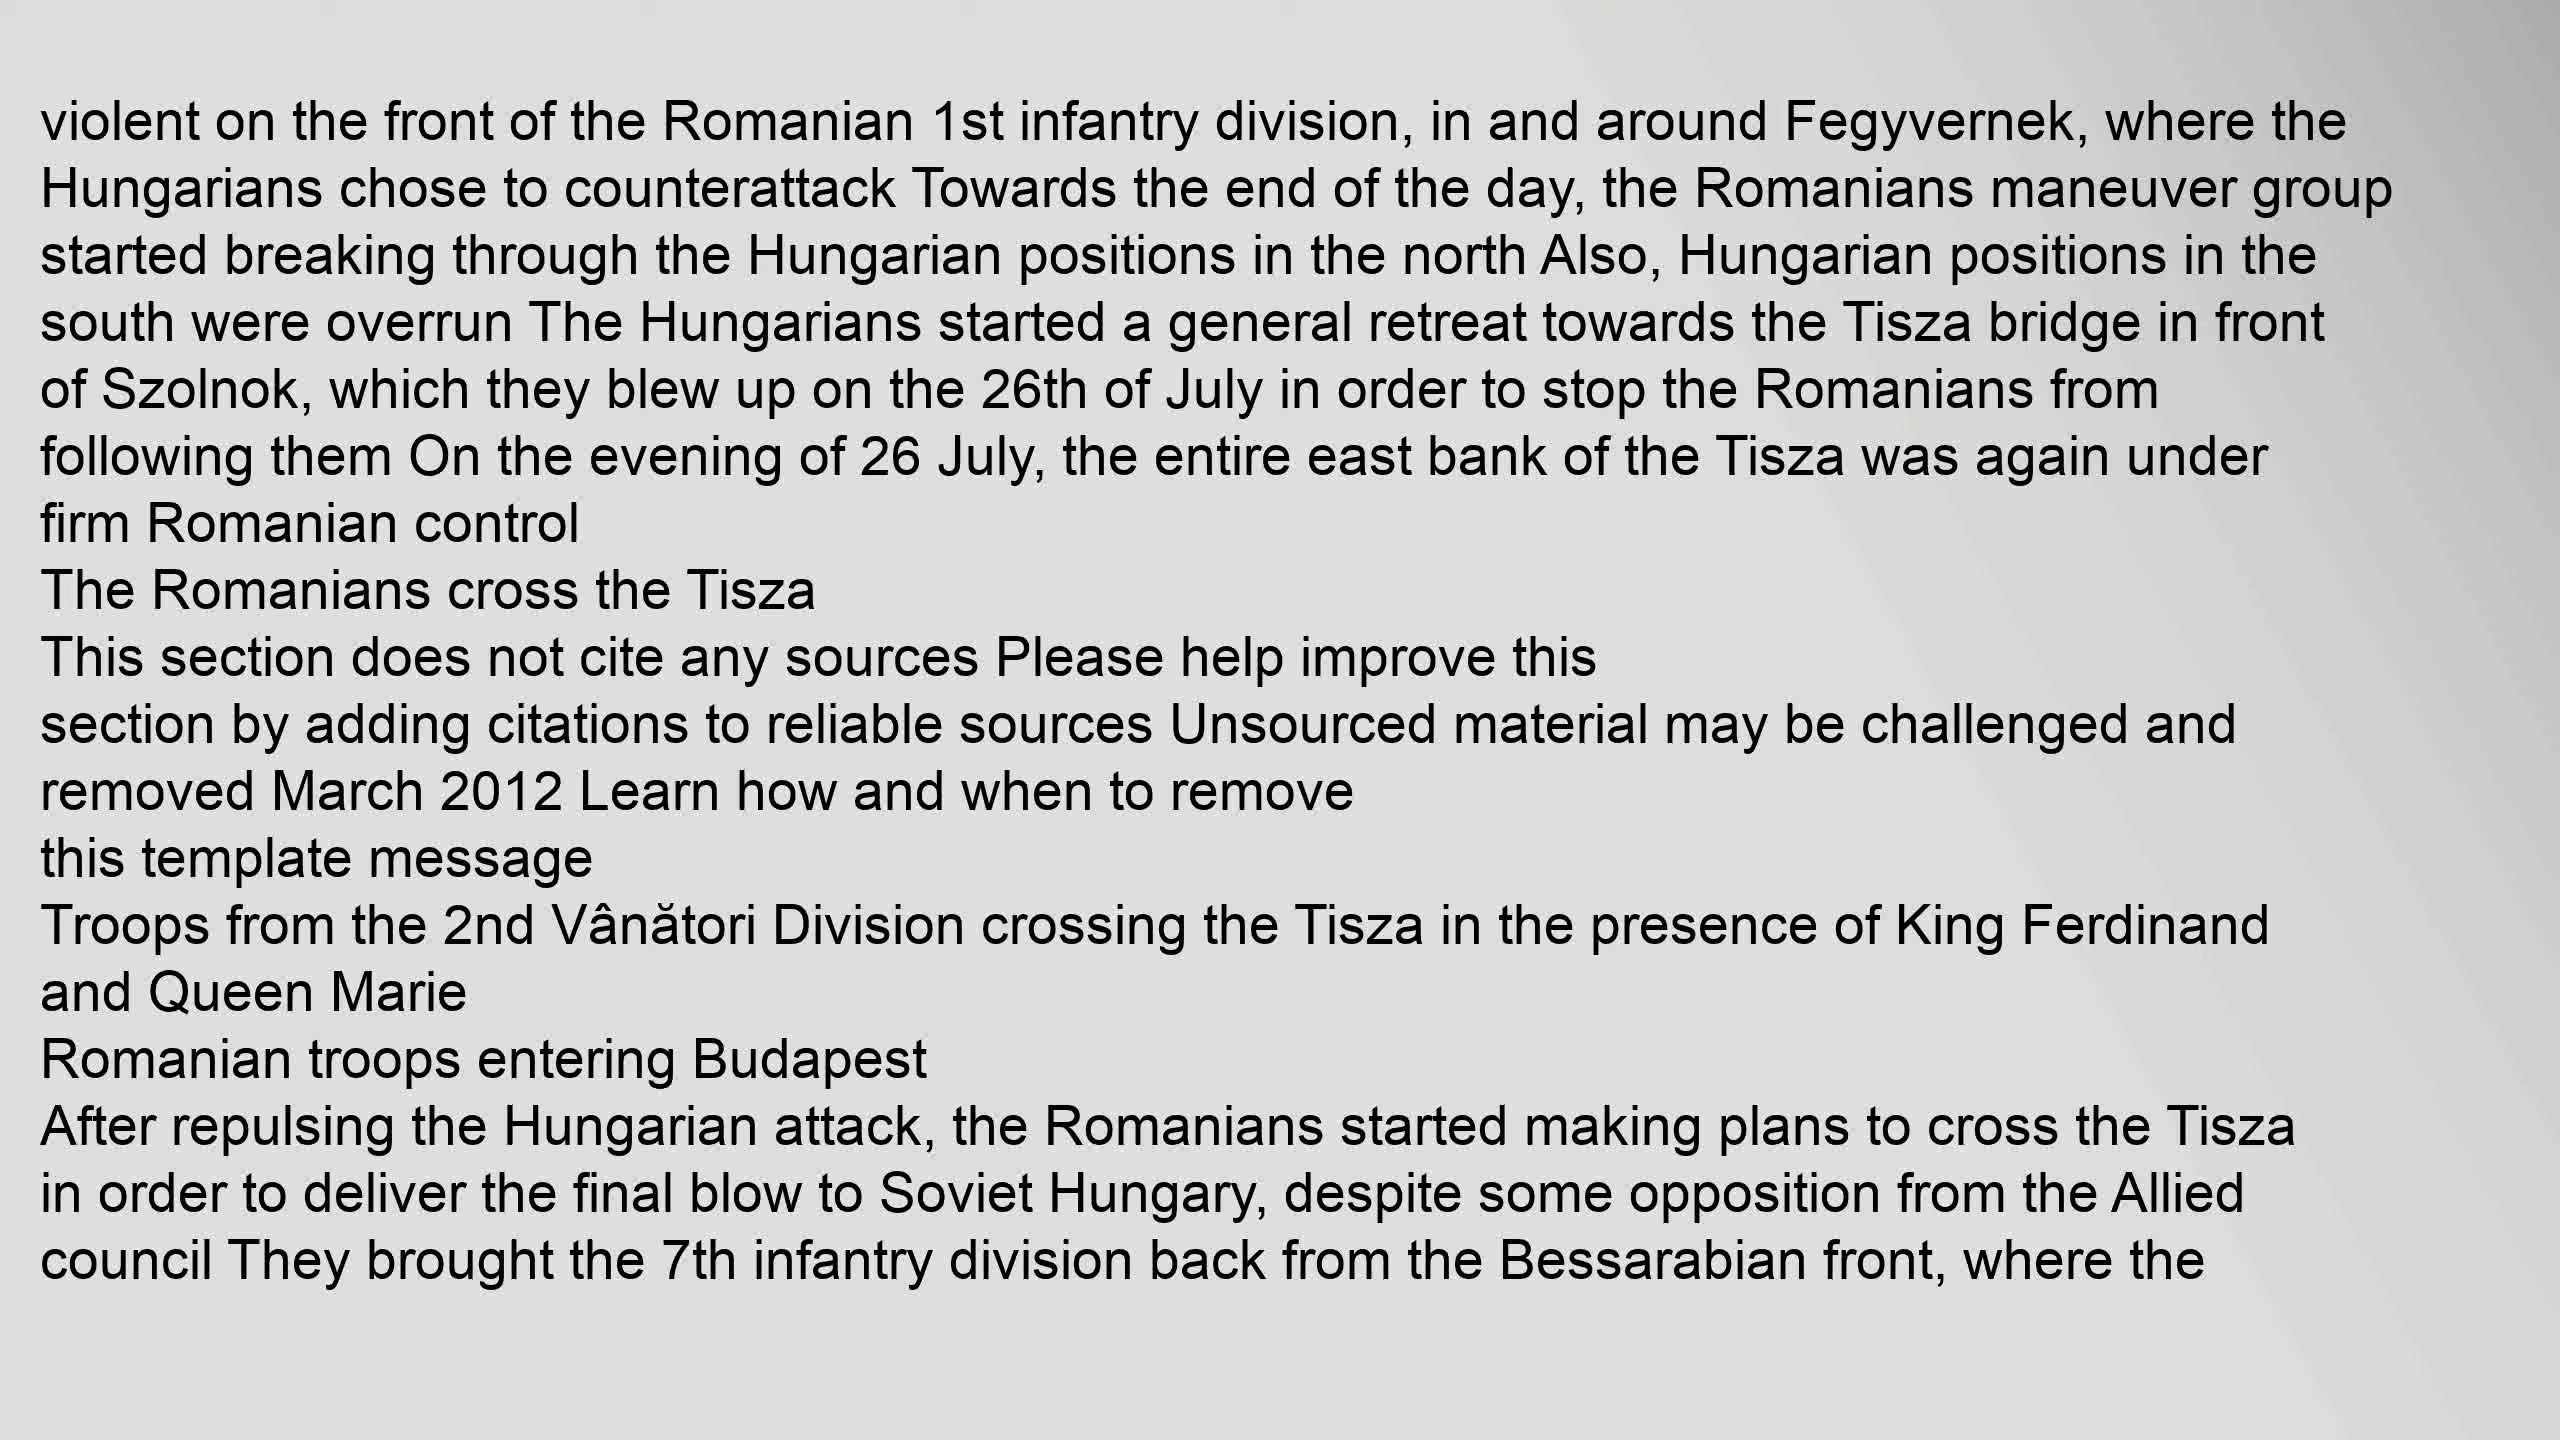 violent on the front of the Romanian 1st infantry division, in and around Fegyvernek, where the
Hungarians chose to counterattack Towards the end of the day, the Romanians maneuver group
started breaking through the Hungarian positions in the north Also, Hungarian positions in the
south were overrun The Hungarians started a general retreat towards the Tisza bridge in front
of Szolnok, which they blew up on the 26th of July in order to stop the Romanians from
following them On the evening of 26 July, the entire east bank of the Tisza was again under
firm Romanian control
The Romanians cross the Tisza
This section does not cite any sources Please help improve this
section by adding citations to reliable sources Unsourced material may be challenged and
removed March 2012 Learn how and when to remove
this template message
Troops from the 2nd Vânători Division crossing the Tisza in the presence of King Ferdinand
and Queen Marie
Romanian troops entering Budapest
After repulsing the Hungarian attack, the Romanians started making plans to cross the Tisza
in order to deliver the final blow to Soviet Hungary, despite some opposition from the Allied
council They brought the 7th infantry division back from the Bessarabian front, where the